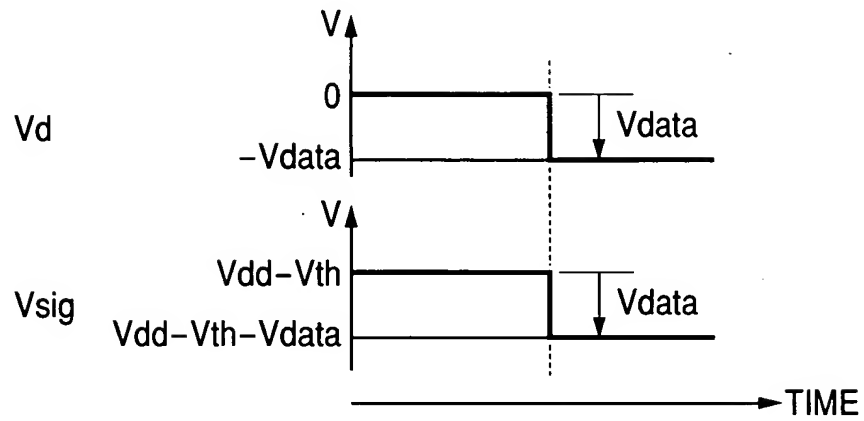 V
0
Vd
Vdata
-Vdata
V
Vdd-Vth
Vsig
Vdata
Vdd-Vth-Vdata
TIME